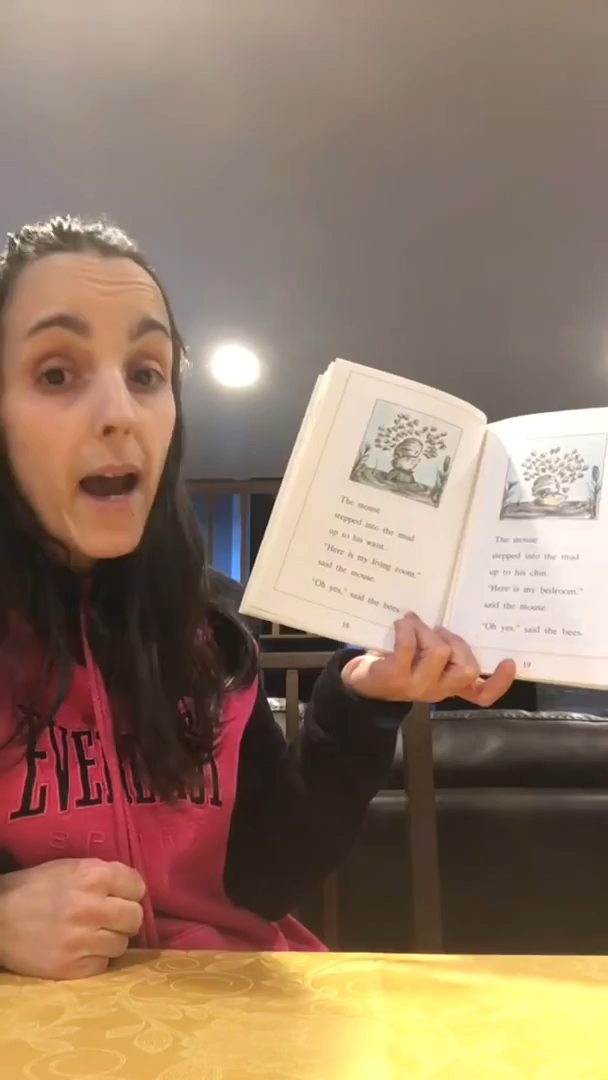 The mouse
stepped into the mud
up to his waist.
"Here is my living room,"
said the mouse.
"Oh yes," said the bees.
18
The mouse
stepped into the mud
up to his chin.
"Here is my bedroom,"
said the mouse.
"Oh yes," said the bees.
19
EVERLAST
SPORT